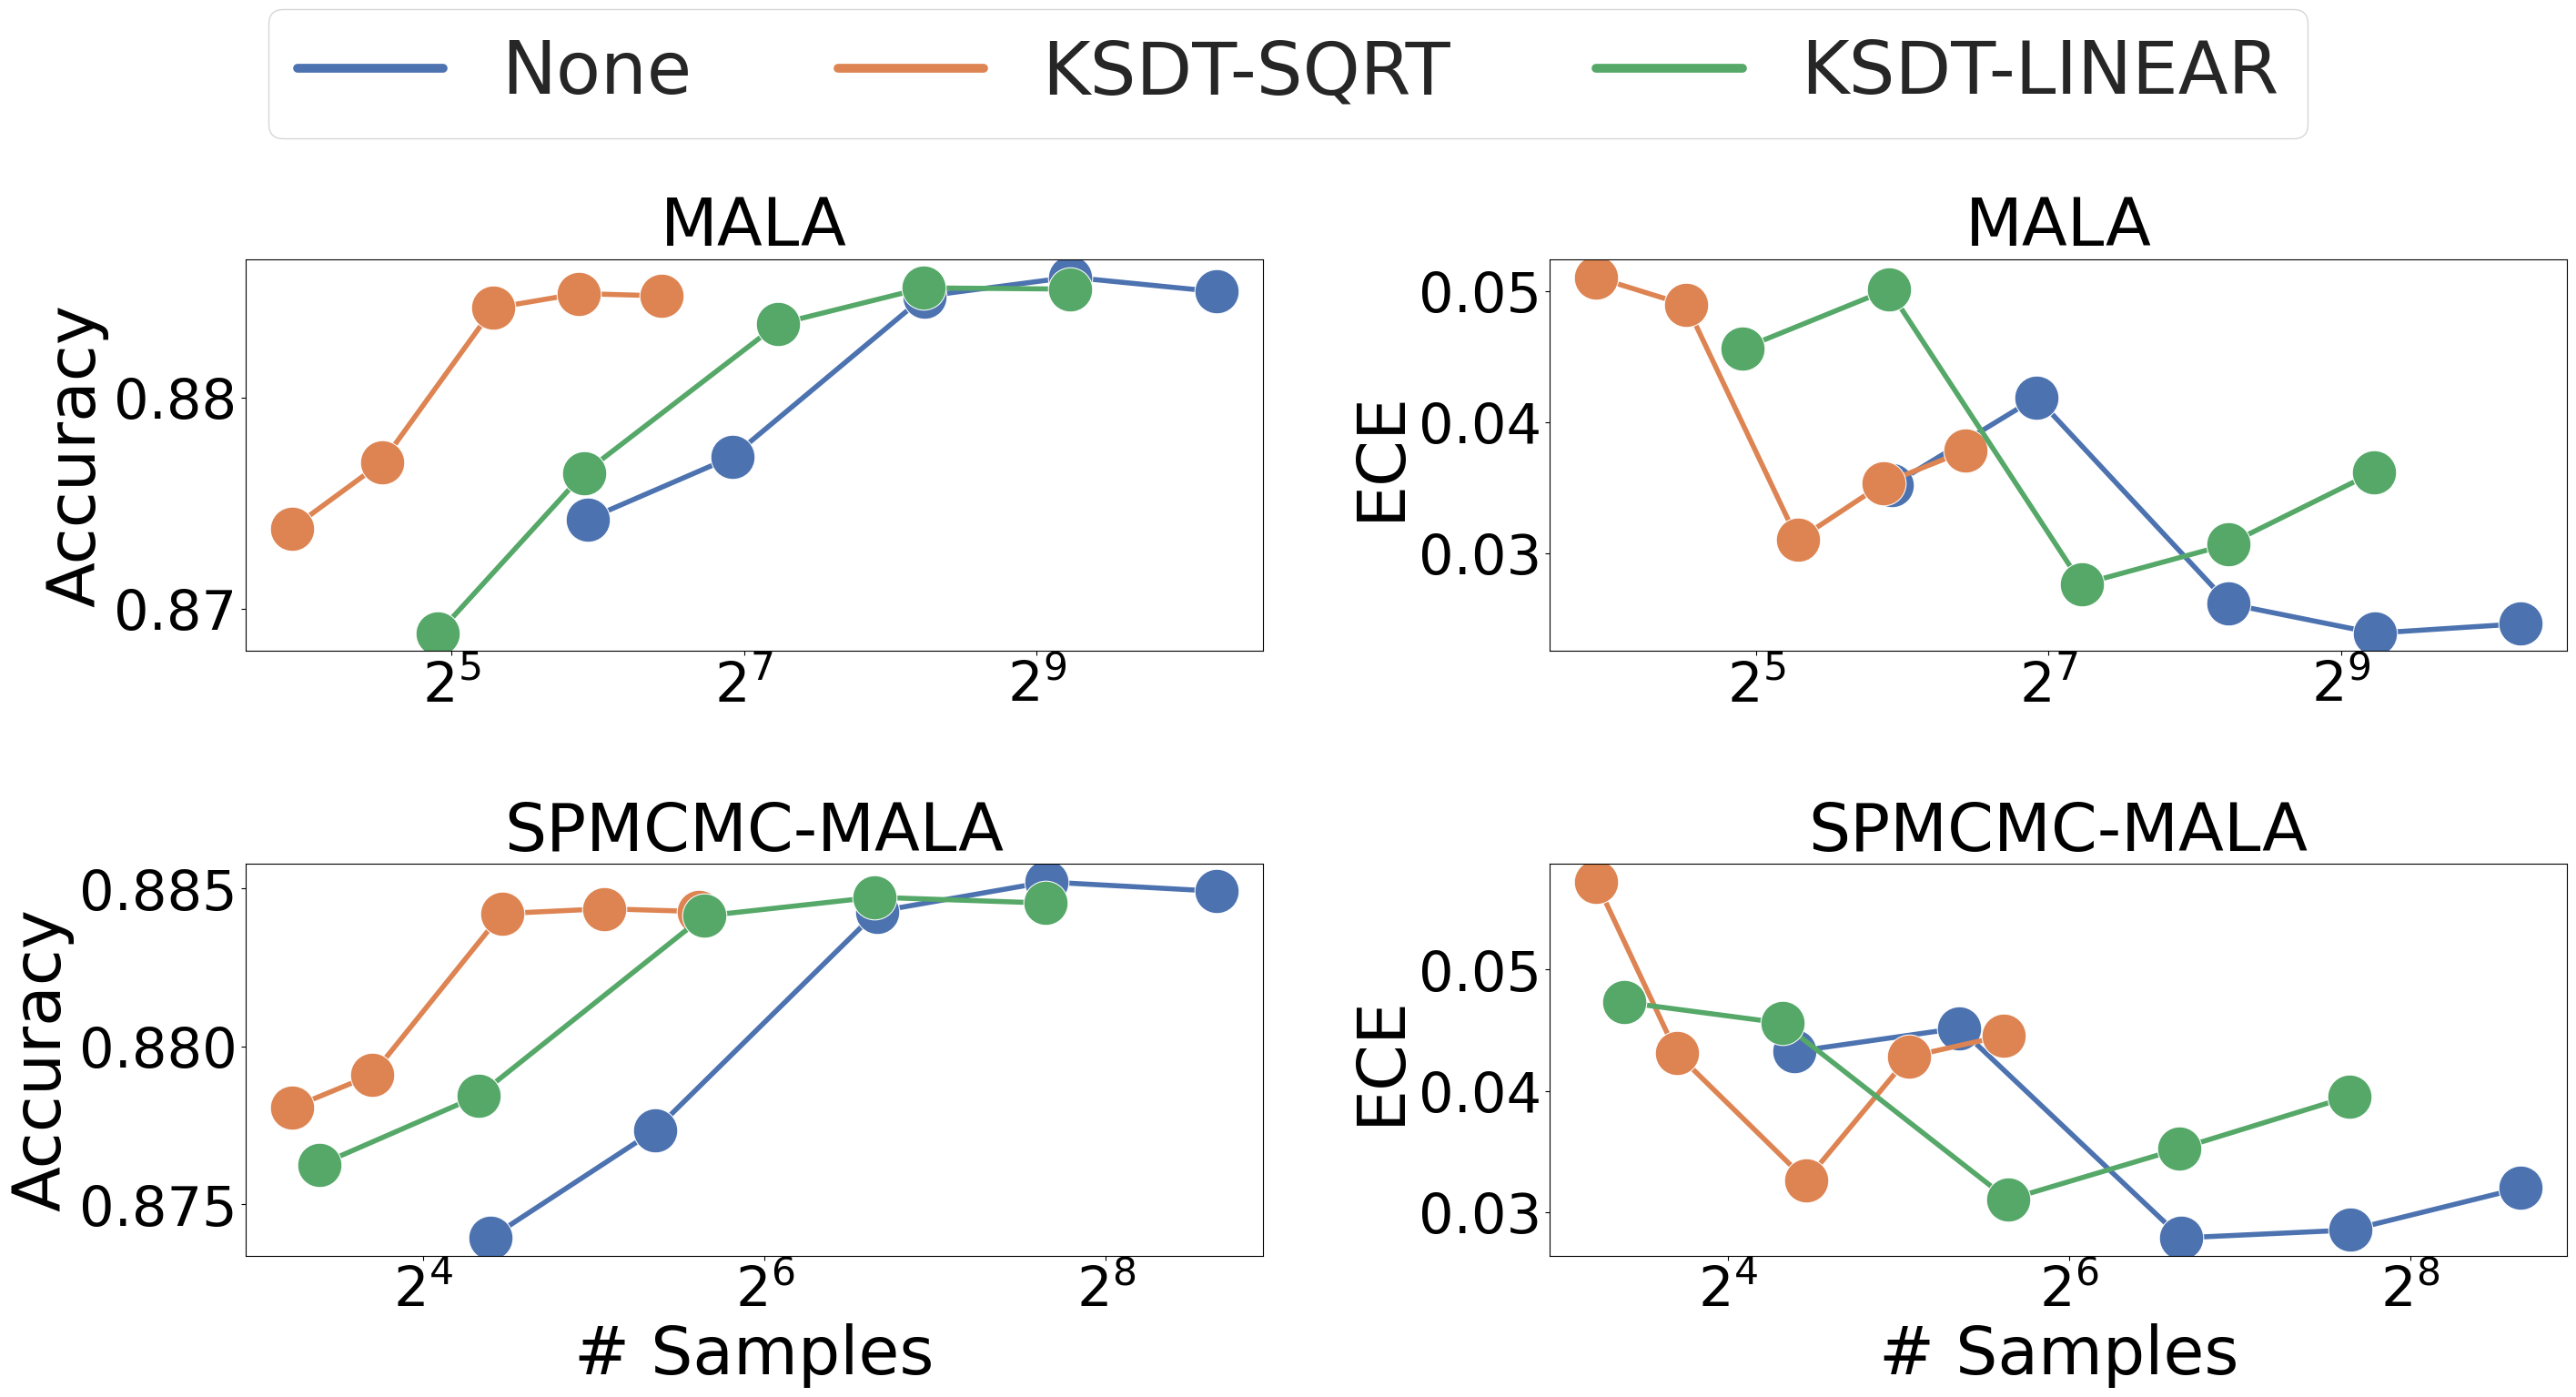 None KSDT-SQRT KSDT-LINEAR
MALA
Accuracy
0.88
0.87
2^5 2^7 2^9
MALA
ECE
0.05
0.04
0.03
2^5 2^7 2^9
SPMCMC-MALA
Accuracy
0.885
0.880
0.875
2^4 2^6 2^8
# Samples
SPMCMC-MALA
ECE
0.05
0.04
0.03
2^4 2^6 2^8
# Samples